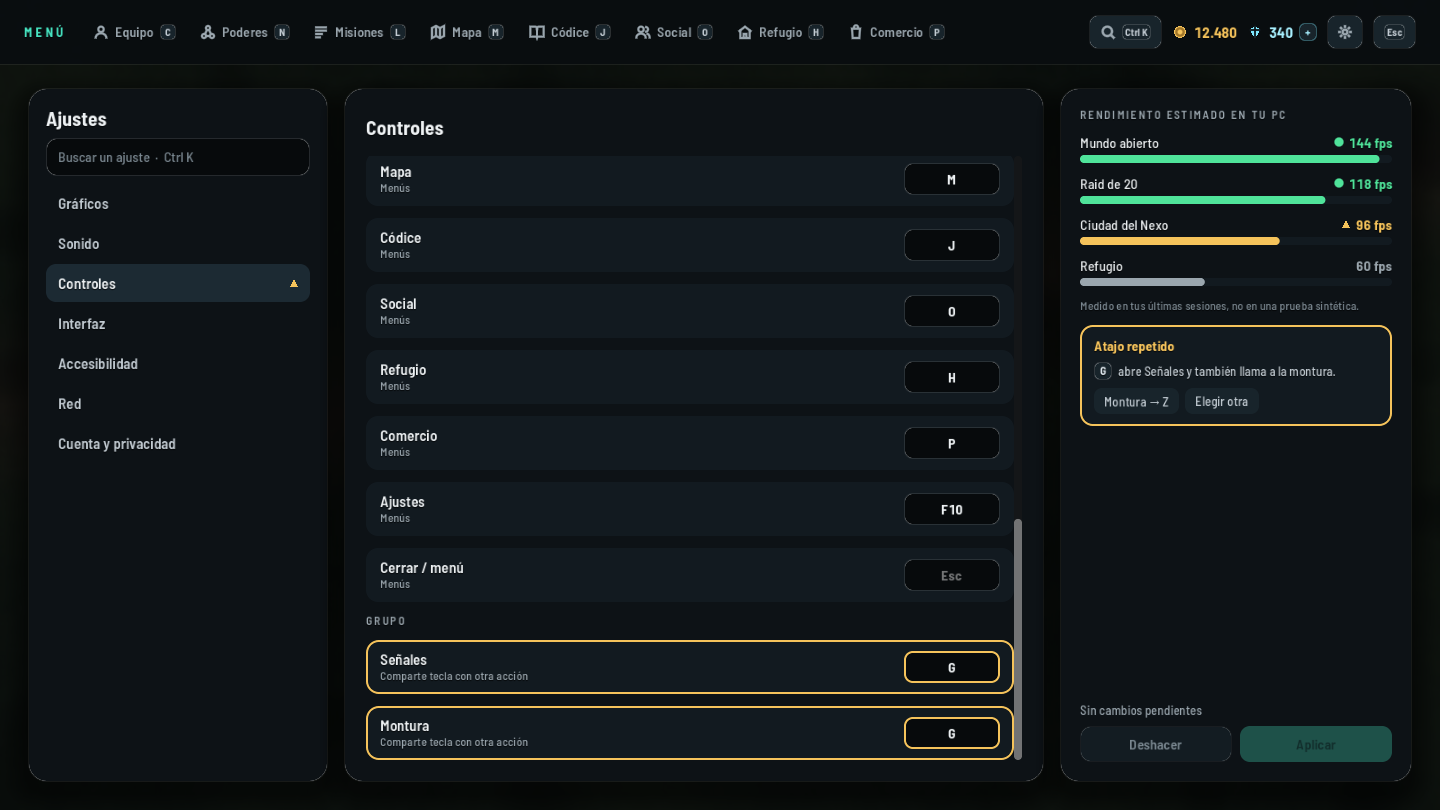 MENÚ
Equipo C
Poderes N
Misiones L
Mapa M
Códice J
Social O
Refugio H
Comercio P
Ctrl K
12.480
340 +
Esc
Ajustes
Buscar un ajuste · Ctrl K
Gráficos
Sonido
Controles
Interfaz
Accesibilidad
Red
Cuenta y privacidad
Controles
Mapa
Menús
M
Códice
Menús
J
Social
Menús
O
Refugio
Menús
H
Comercio
Menús
P
Ajustes
Menús
F10
Cerrar / menú
Menús
Esc
GRUPO
Señales
Comparte tecla con otra acción
G
Montura
Comparte tecla con otra acción
G
RENDIMIENTO ESTIMADO EN TU PC
Mundo abierto 144 fps
Raid de 20 118 fps
Ciudad del Nexo 96 fps
Refugio 60 fps
Medido en tus últimas sesiones, no en una prueba sintética.
Atajo repetido
G abre Señales y también llama a la montura.
Montura → Z
Elegir otra
Sin cambios pendientes
Deshacer
Aplicar